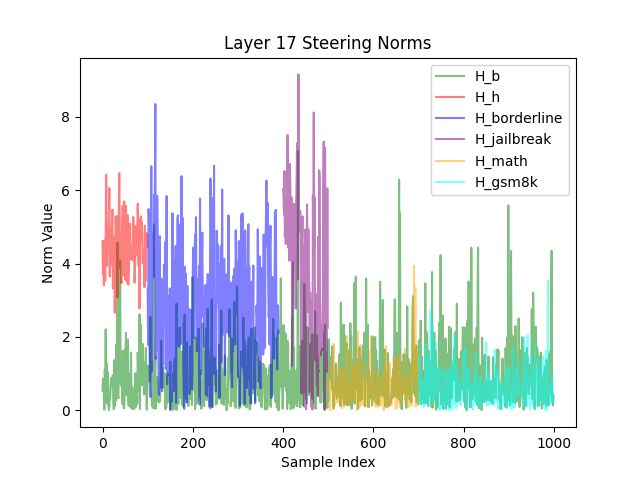 Layer 17 Steering Norms
H_b
H_h
H_borderline
H_jailbreak
H_math
H_gsm8k
Norm Value
8
6
4
2
0
0
200
400
600
800
1000
Sample Index